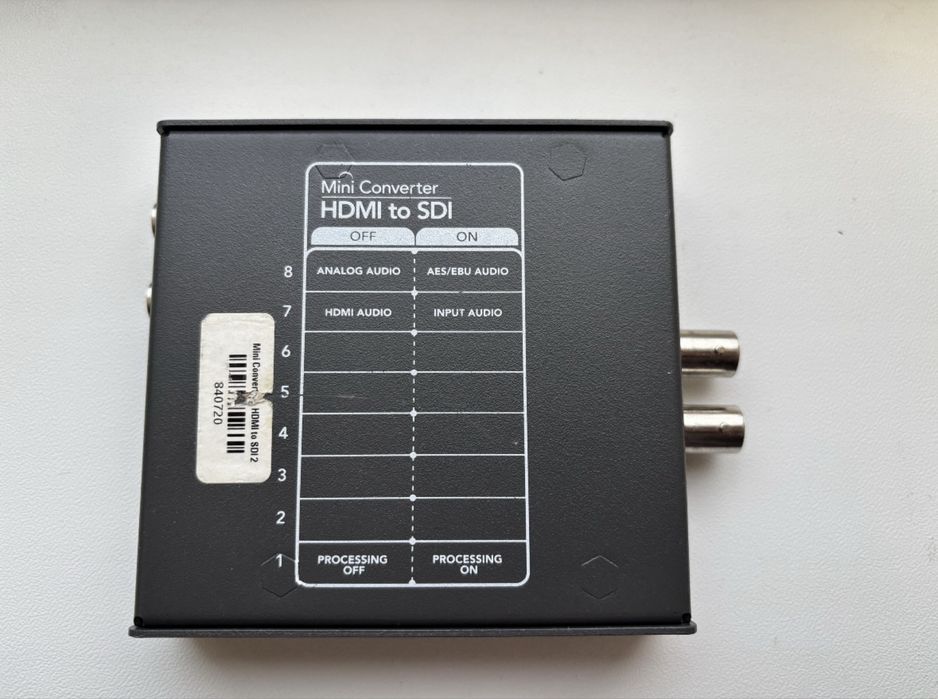 Mini Converter
HDMI to SDI
OFF ON
8 ANALOG AUDIO AES/EBU AUDIO
7 HDMI AUDIO INPUT AUDIO
6
5
4
3
2
1 PROCESSING OFF PROCESSING ON
Mini HDMI to SDI 2
840720